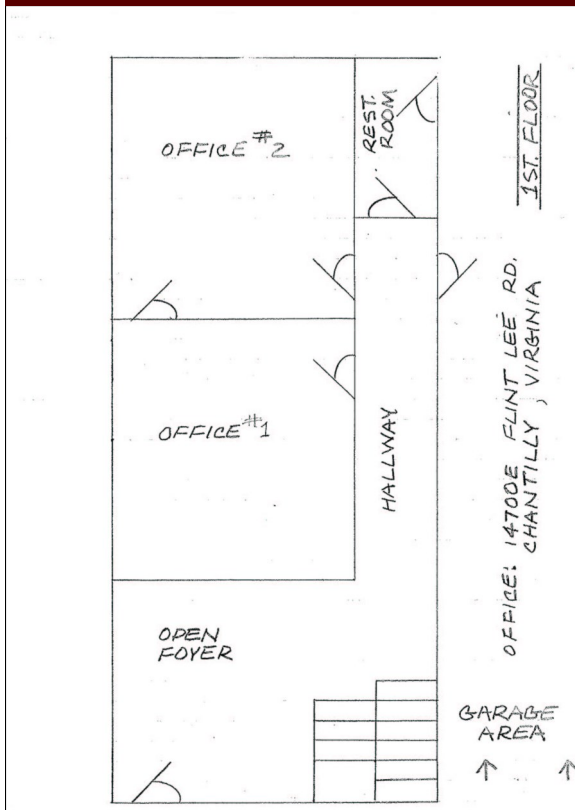 OFFICE #2
REST.
ROOM
1ST. FLOOR
OFFICE #1
HALLWAY
OFFICE: 14700E FLINT LEE RD.
CHANTILLY, VIRGINIA
OPEN
FOYER
GARAGE
AREA